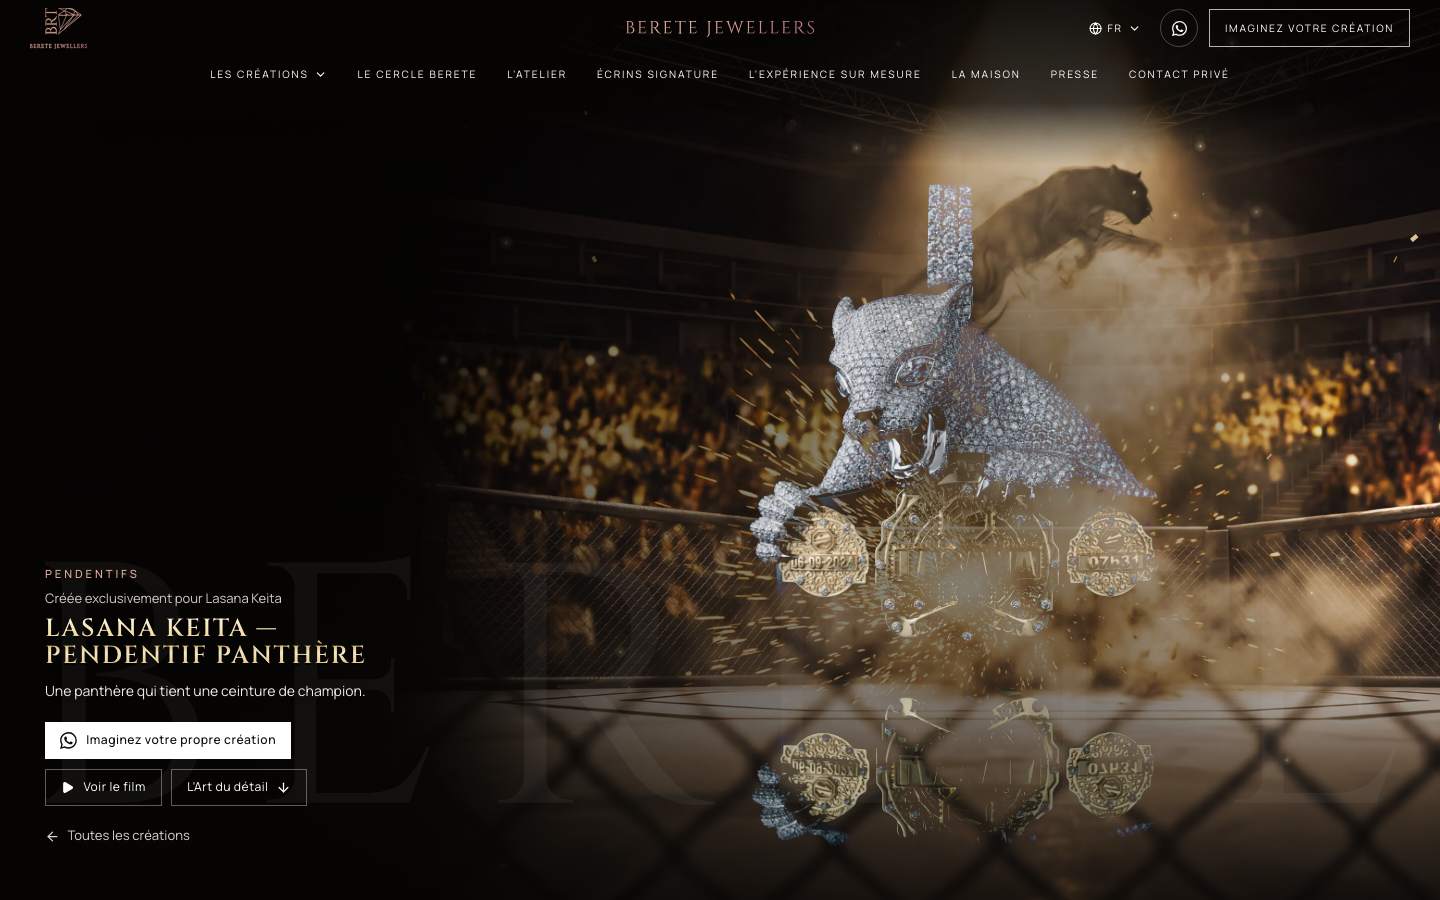 BRT
BERETE JEWELLERS
BERETE JEWELLERS
FR
IMAGINEZ VOTRE CRÉATION
LES CRÉATIONS
LE CERCLE BERETE
L'ATELIER
ÉCRINS SIGNATURE
L'EXPÉRIENCE SUR MESURE
LA MAISON
PRESSE
CONTACT PRIVÉ
PENDENTIFS
Créée exclusivement pour Lasana Keita
LASANA KEITA —
PENDENTIF PANTHÈRE
Une panthère qui tient une ceinture de champion.
Imaginez votre propre création
Voir le film
L'Art du détail
Toutes les créations